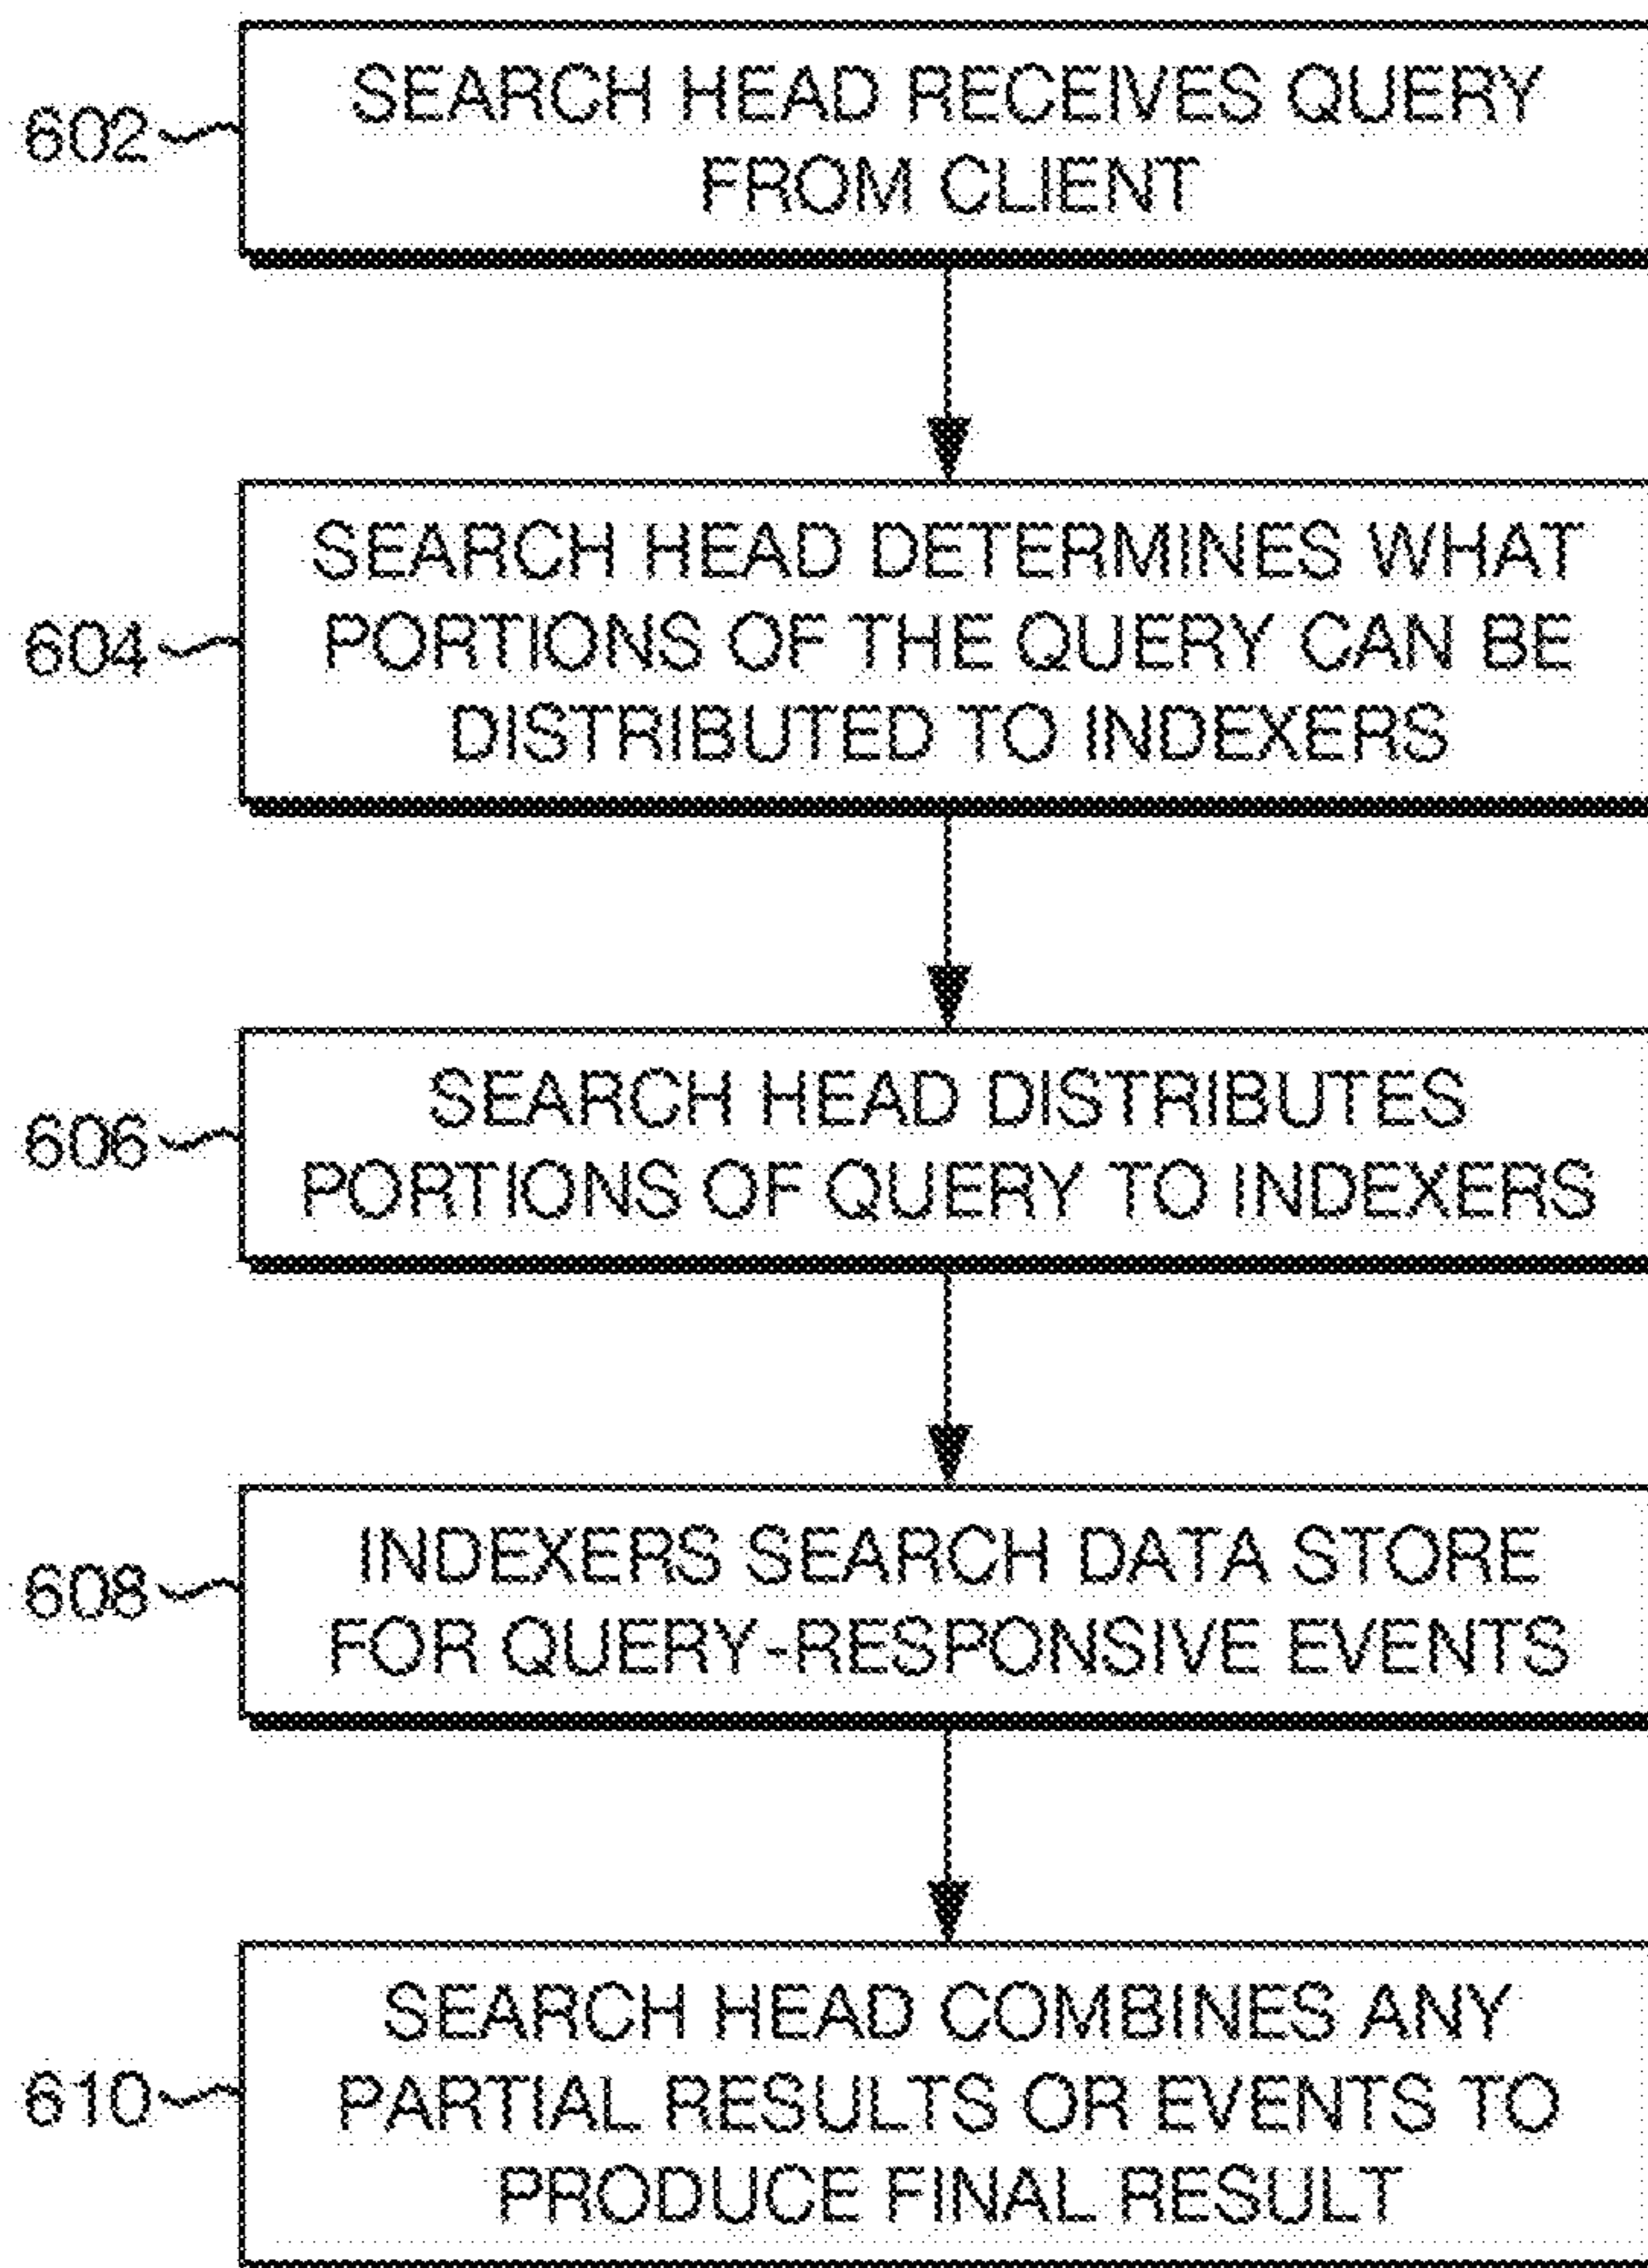 602
SEARCH HEAD RECEIVES QUERY
FROM CLIENT
604
SEARCH HEAD DETERMINES WHAT
PORTIONS OF THE QUERY CAN BE
DISTRIBUTED TO INDEXERS
606
SEARCH HEAD DISTRIBUTES
PORTIONS OF QUERY TO INDEXERS
608
INDEXERS SEARCH DATA STORE
FOR QUERY-RESPONSIVE EVENTS
610
SEARCH HEAD COMBINES ANY
PARTIAL RESULTS OR EVENTS TO
PRODUCE FINAL RESULT